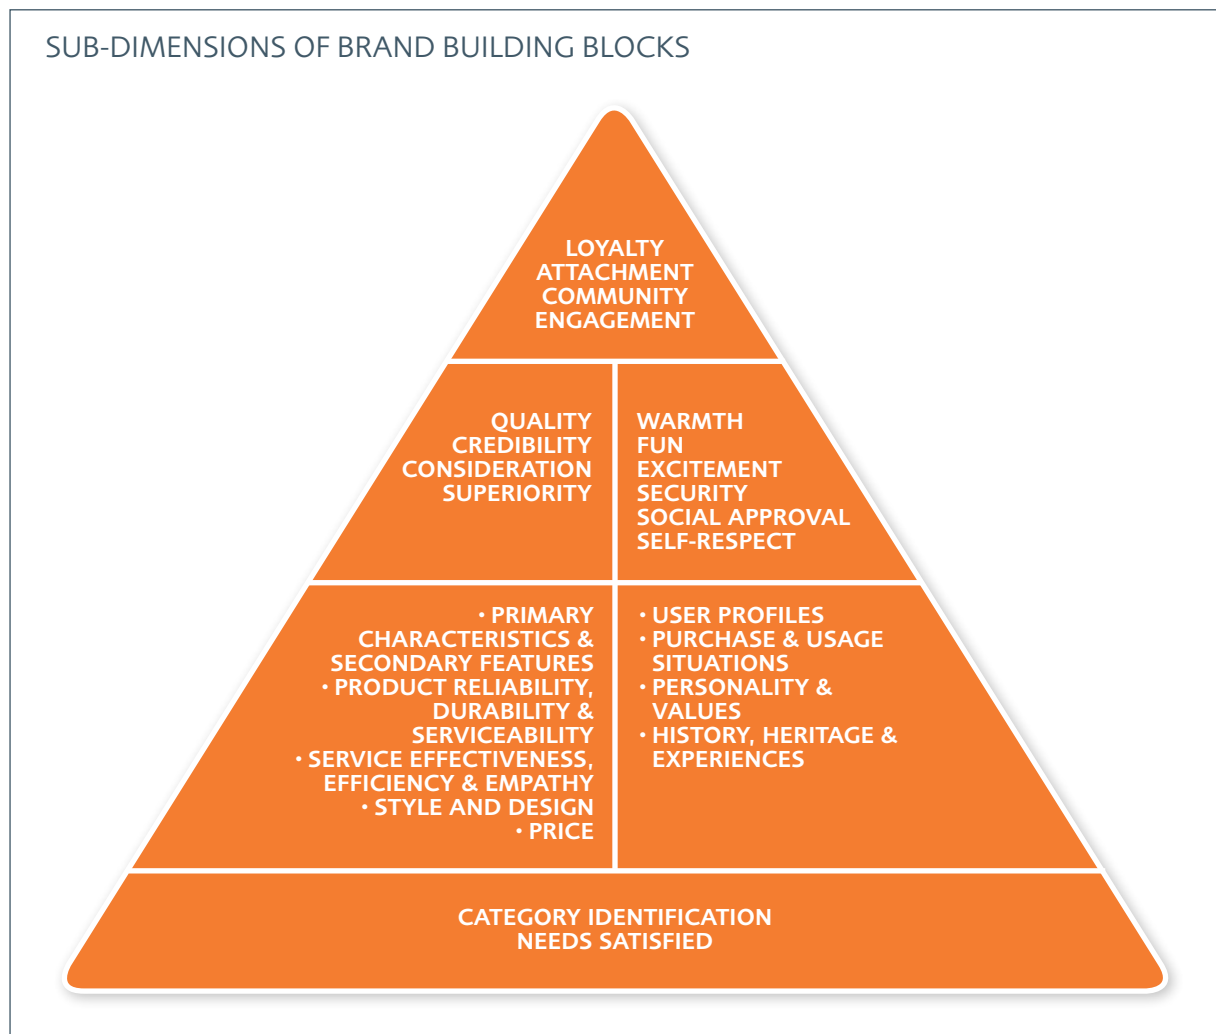 SUB-DIMENSIONS OF BRAND BUILDING BLOCKS
LOYALTY
ATTACHMENT
COMMUNITY
ENGAGEMENT
QUALITY
CREDIBILITY
CONSIDERATION
SUPERIORITY
WARMTH
FUN
EXCITEMENT
SECURITY
SOCIAL APPROVAL
SELF-RESPECT
• PRIMARY
CHARACTERISTICS &
SECONDARY FEATURES
• PRODUCT RELIABILITY,
DURABILITY &
SERVICEABILITY
• SERVICE EFFECTIVENESS,
EFFICIENCY & EMPATHY
• STYLE AND DESIGN
• PRICE
• USER PROFILES
• PURCHASE & USAGE
SITUATIONS
• PERSONALITY &
VALUES
• HISTORY, HERITAGE &
EXPERIENCES
CATEGORY IDENTIFICATION
NEEDS SATISFIED